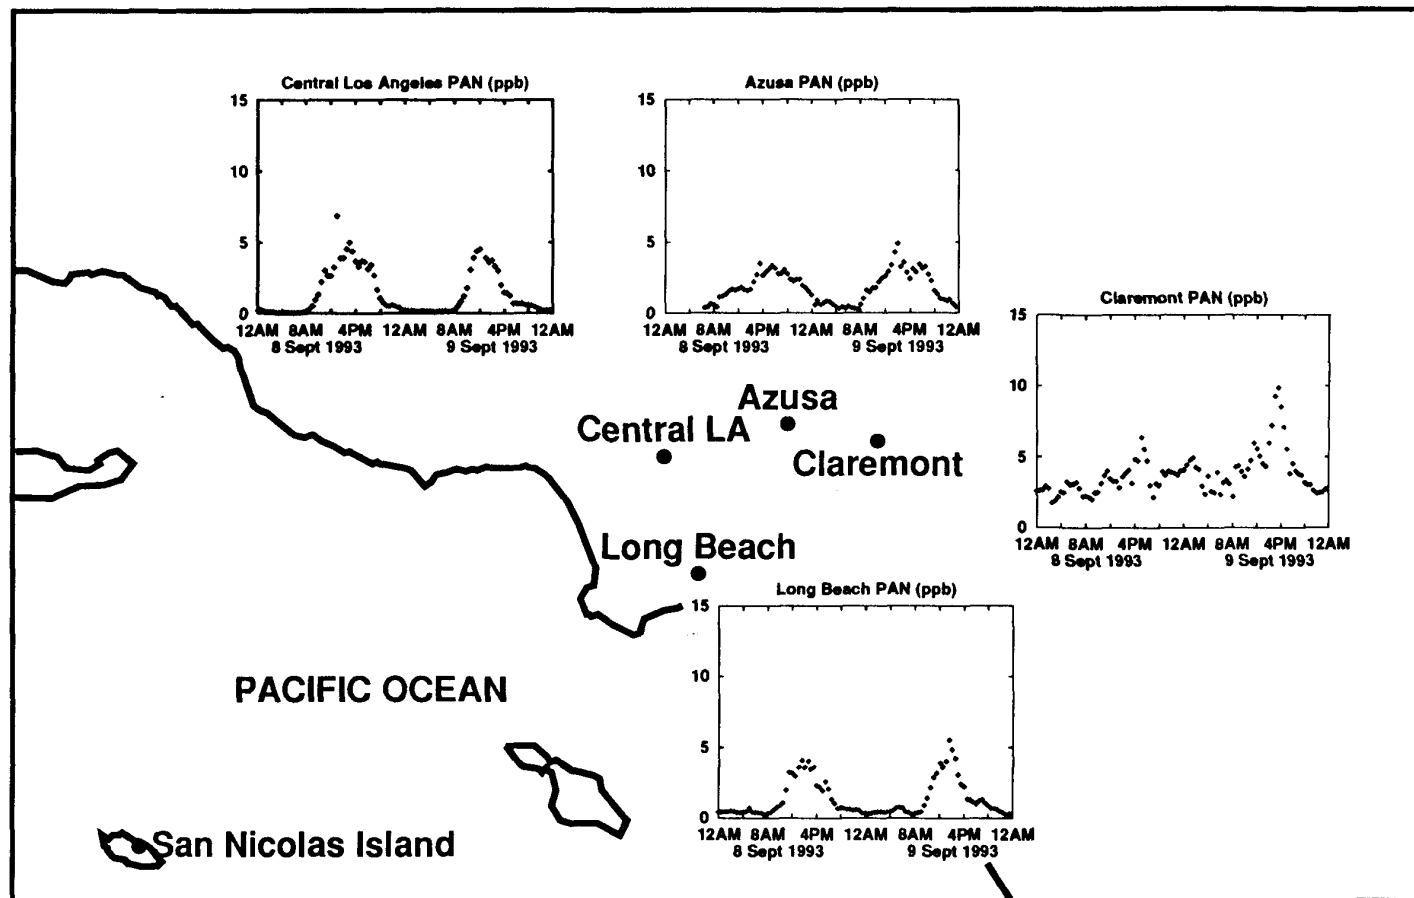 Central Los Angeles PAN (ppb)
15
10
5
0
12AM 8AM 4PM 12AM 8AM 4PM 12AM
8 Sept 1993 9 Sept 1993
Azusa PAN (ppb)
15
10
5
0
12AM 8AM 4PM 12AM 8AM 4PM 12AM
8 Sept 1993 9 Sept 1993
Claremont PAN (ppb)
15
10
5
0
12AM 8AM 4PM 12AM 8AM 4PM 12AM
8 Sept 1993 9 Sept 1993
Azusa
Central LA
Claremont
Long Beach
Long Beach PAN (ppb)
15
10
5
0
12AM 8AM 4PM 12AM 8AM 4PM 12AM
8 Sept 1993 9 Sept 1993
PACIFIC OCEAN
San Nicolas Island